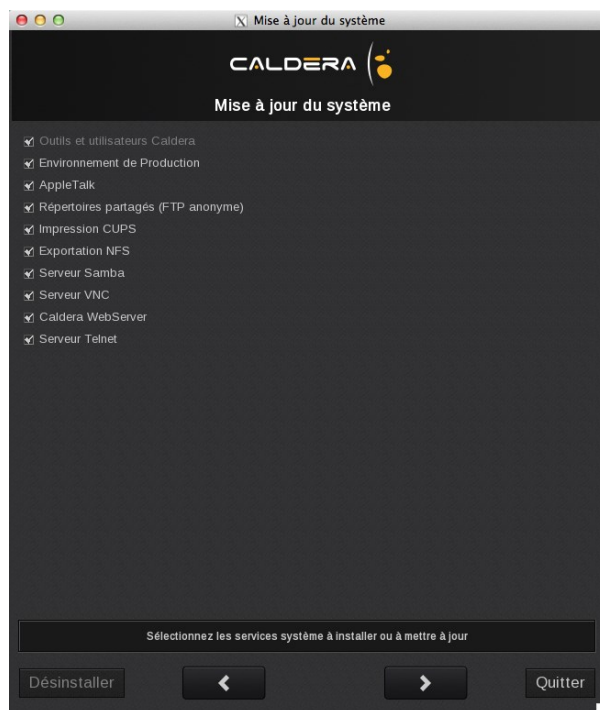 Mise à jour du système
CALDERA
Mise à jour du système
Outils et utilisateurs Caldera
Environnement de Production
AppleTalk
Répertoires partagés (FTP anonyme)
Impression CUPS
Exportation NFS
Serveur Samba
Serveur VNC
Caldera WebServer
Serveur Telnet
Sélectionnez les services système à installer ou à mettre à jour
Désinstaller
Quitter